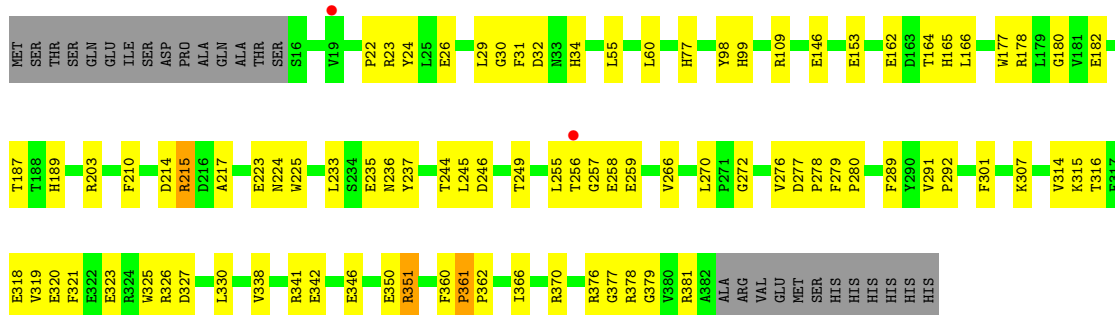 MET SER THR SER GLN GLU ILE SER ASP PRO ALA GLN ALA THR SER S16 V19 P22 R23 Y24 L25 E26 L29 G30 F31 D32 N33 H34 L55 L60 H77 Y98 H99 R109 E146 E153 E162 D163 T164 H165 L166 W177 R178 L179 G180 V181 E182
T187 T188 H189 R203 F210 D214 R215 D216 A217 E223 N224 W225 L233 S234 E235 N236 Y237 T244 L245 D246 T249 L255 T256 G257 E258 E259 V266 L270 P271 G272 V276 D277 P278 F279 P280 F289 Y290 V291 P292 F301 K307 V314 K315 T316 E317
E318 V319 E320 F321 E322 E323 R324 W325 R326 D327 L330 V338 R341 E342 E346 E350 R351 F360 P361 P362 I366 R370 R376 G377 R378 G379 V380 R381 A382 ALA ARG VAL GLU MET SER HIS HIS HIS HIS HIS HIS